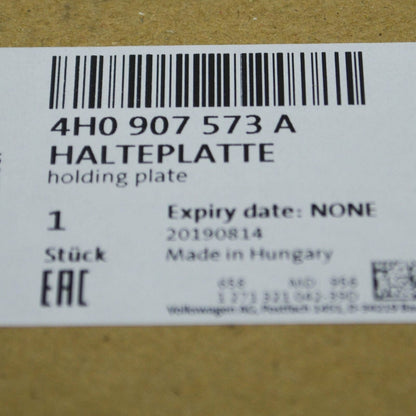 4H0 907 573 A
HALTEPLATTE
holding plate
1 Expiry date: NONE
20190814
Stück Made in Hungary
EAC